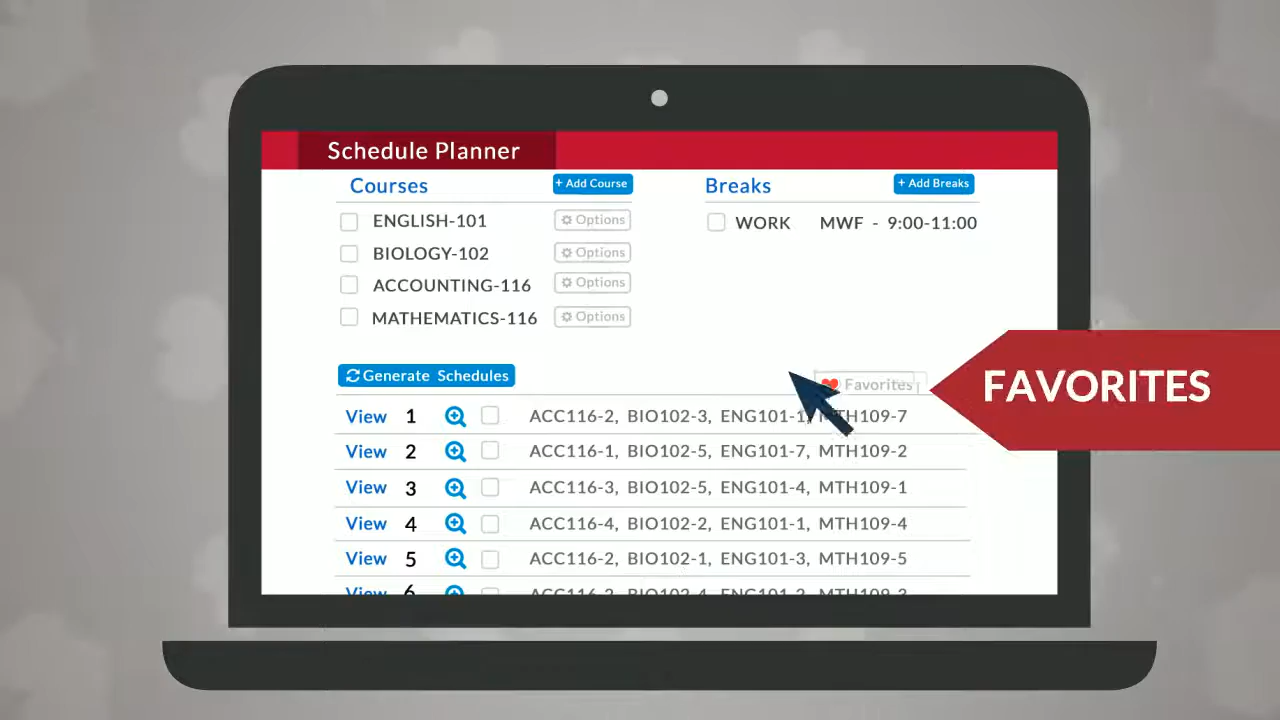 Schedule Planner
Courses
+ Add Course
Breaks
+ Add Breaks
ENGLISH-101
Options
WORK MWF - 9:00-11:00
BIOLOGY-102
Options
ACCOUNTING-116
Options
MATHEMATICS-116
Options
Generate Schedules
Favorites
FAVORITES
View 1 ACC116-2, BIO102-3, ENG101-1, MTH109-7
View 2 ACC116-1, BIO102-5, ENG101-7, MTH109-2
View 3 ACC116-3, BIO102-5, ENG101-4, MTH109-1
View 4 ACC116-4, BIO102-2, ENG101-1, MTH109-4
View 5 ACC116-2, BIO102-1, ENG101-3, MTH109-5
View 6